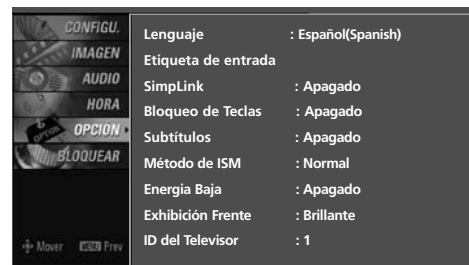 CONFIGU.
IMAGEN
AUDIO
HORA
OPCION
BLOQUEAR
Mover MENU Prev
Lenguaje : Español(Spanish)
Etiqueta de entrada
SimpLink : Apagado
Bloqueo de Teclas : Apagado
Subtítulos : Apagado
Método de ISM : Normal
Energia Baja : Apagado
Exhibición Frente : Brillante
ID del Televisor : 1